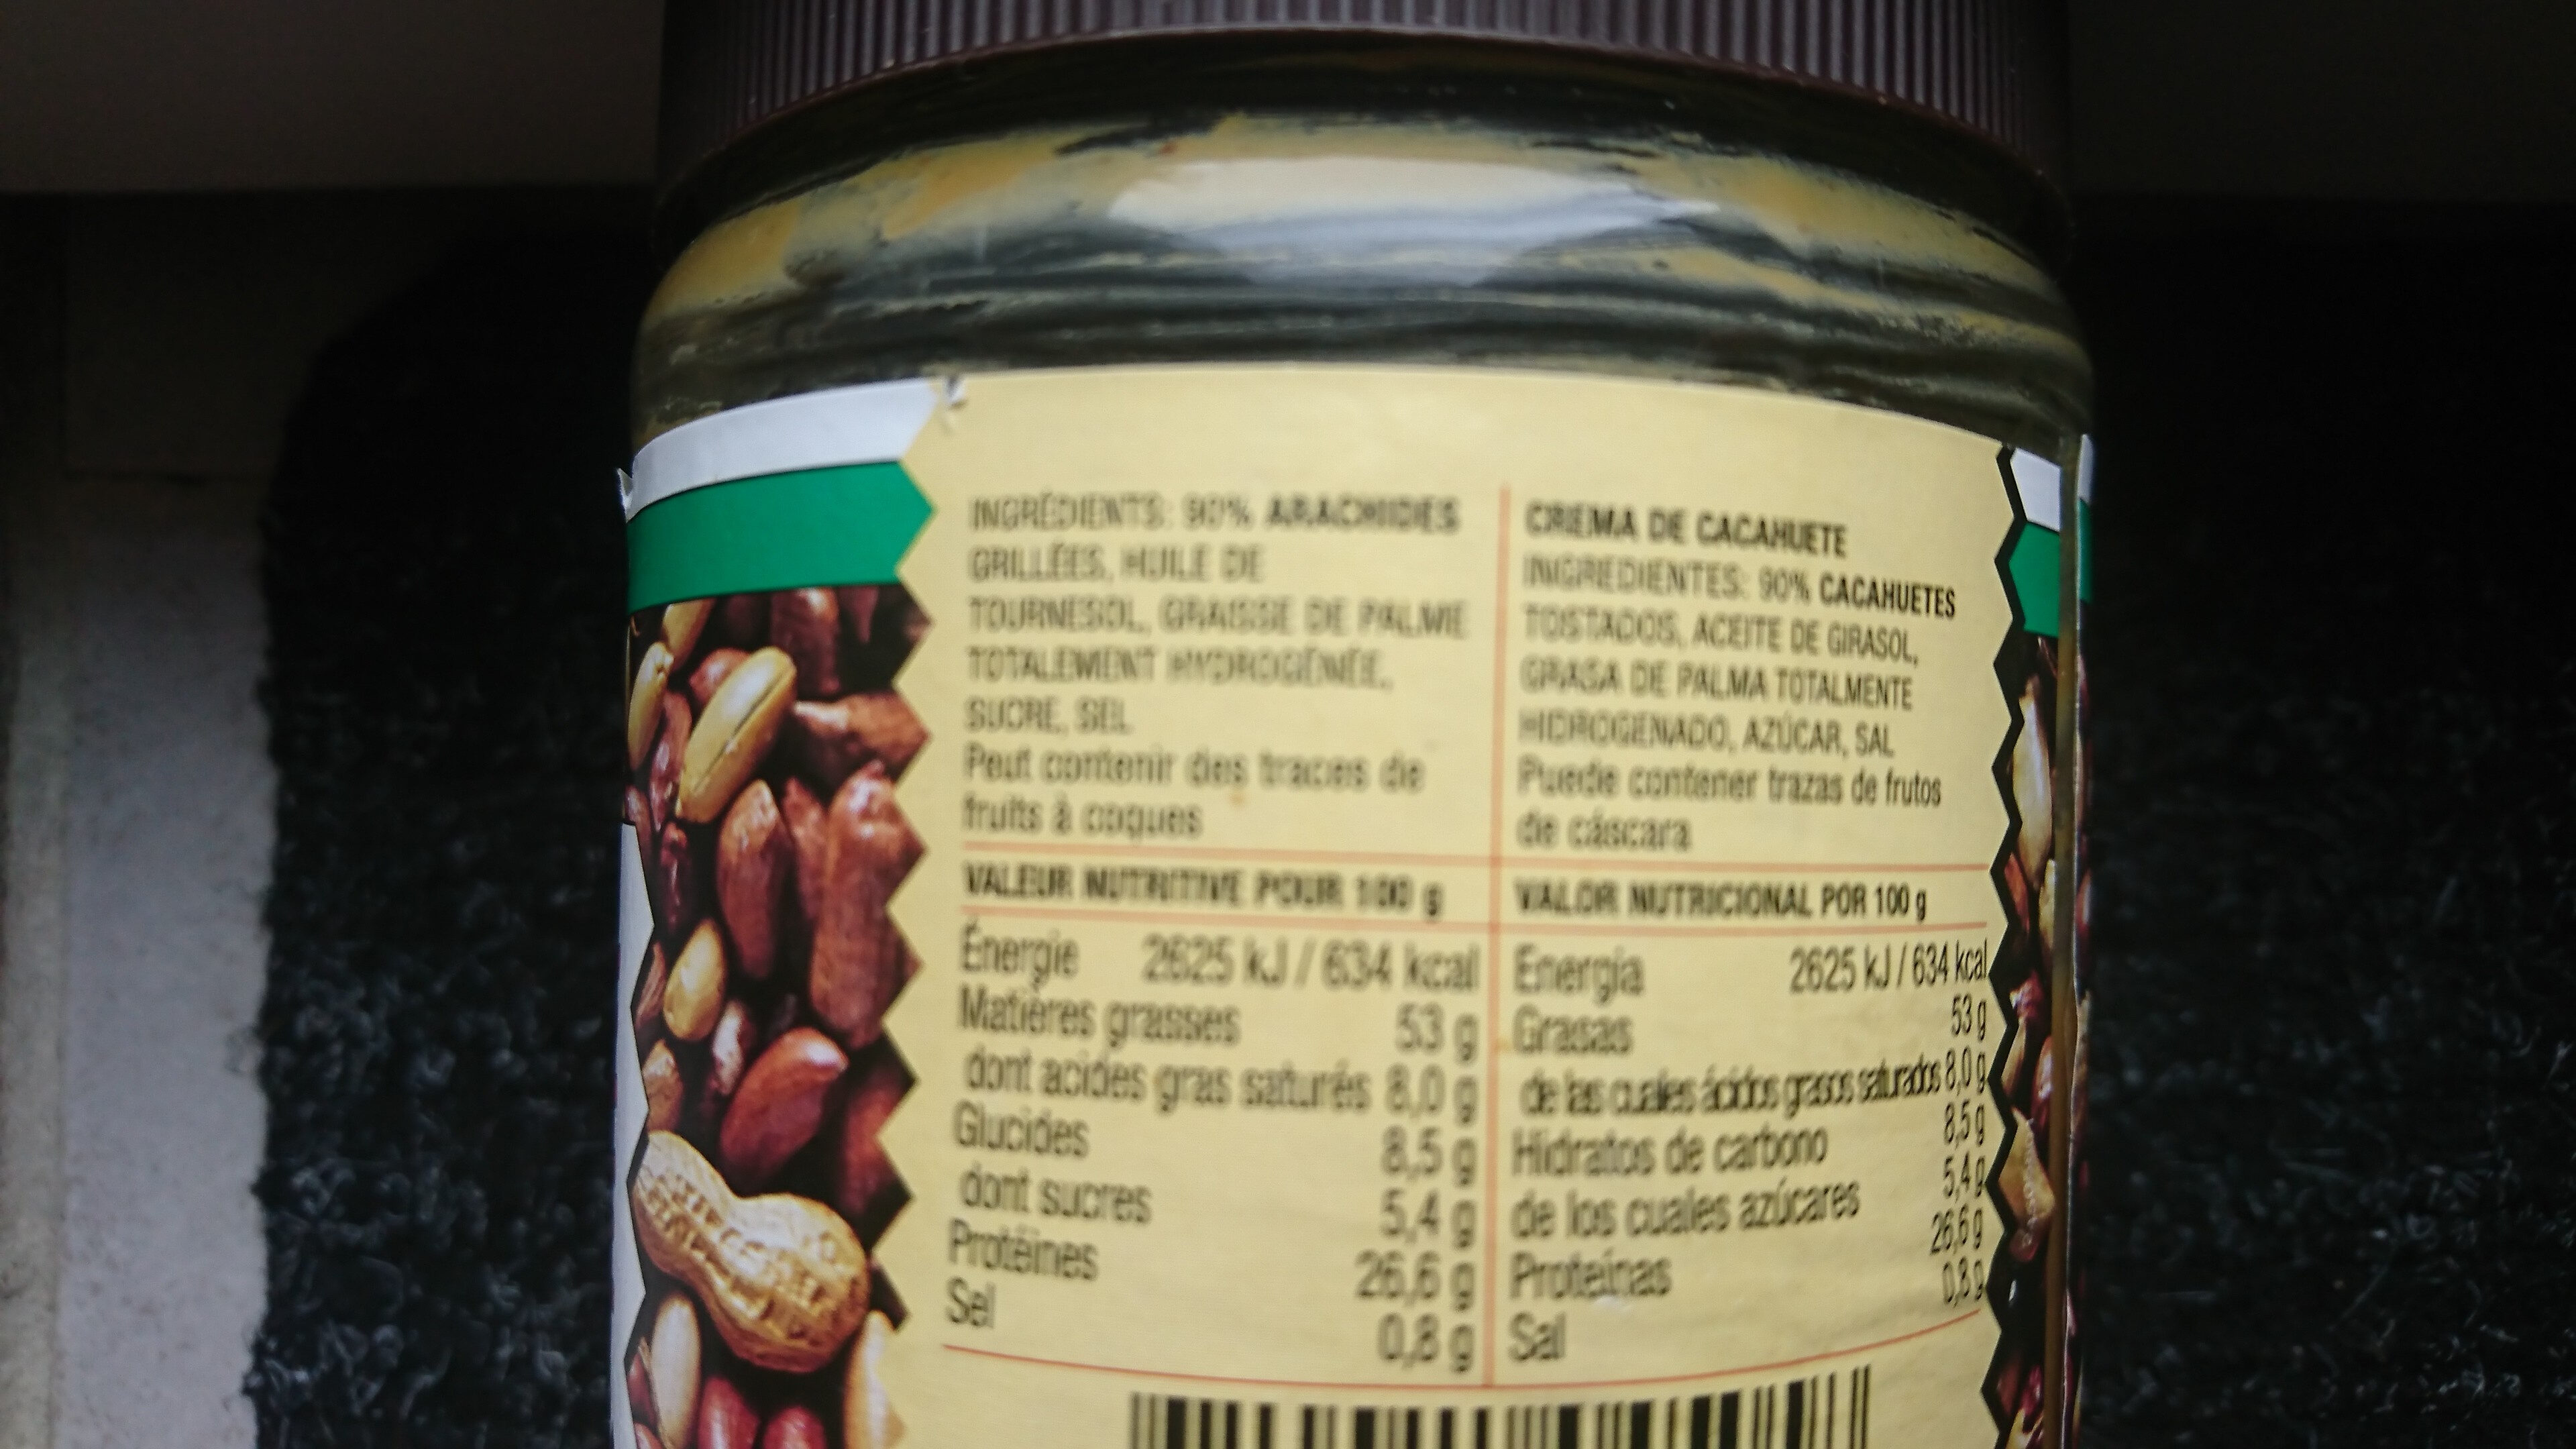 INGRÉDIENTS: 90% ARACHIDES
GRILLÉES, HUILE DE
TOURNESOL, GRAISSE DE PALME
TOTALEMENT HYDROGÉNÉE,
SUCRE, SEL
Peut contenir des traces de
fruits à coques
VALEUR NUTRITIVE POUR 100 g
Énergie 2625 kJ / 634 kcal
Matières grasses 53 g
dont acides gras saturés 8,0 g
Glucides 8,5 g
dont sucres 5,4 g
Protéines 26,6 g
Sel 0,8 g
CREMA DE CACAHUETE
INGREDIENTES: 90% CACAHUETES
TOSTADOS, ACEITE DE GIRASOL,
GRASA DE PALMA TOTALMENTE
HIDROGENADO, AZÚCAR, SAL
Puede contener trazas de frutos
de cáscara
VALOR NUTRICIONAL POR 100 g
Energia 2625 kJ / 634 kcal
Grasas 53 g
de las cuales ácidos grasos saturados 8,0 g
Hidratos de carbono 8,5 g
de los cuales azúcares 5,4 g
Proteínas 26,6 g
Sal 0,8 g